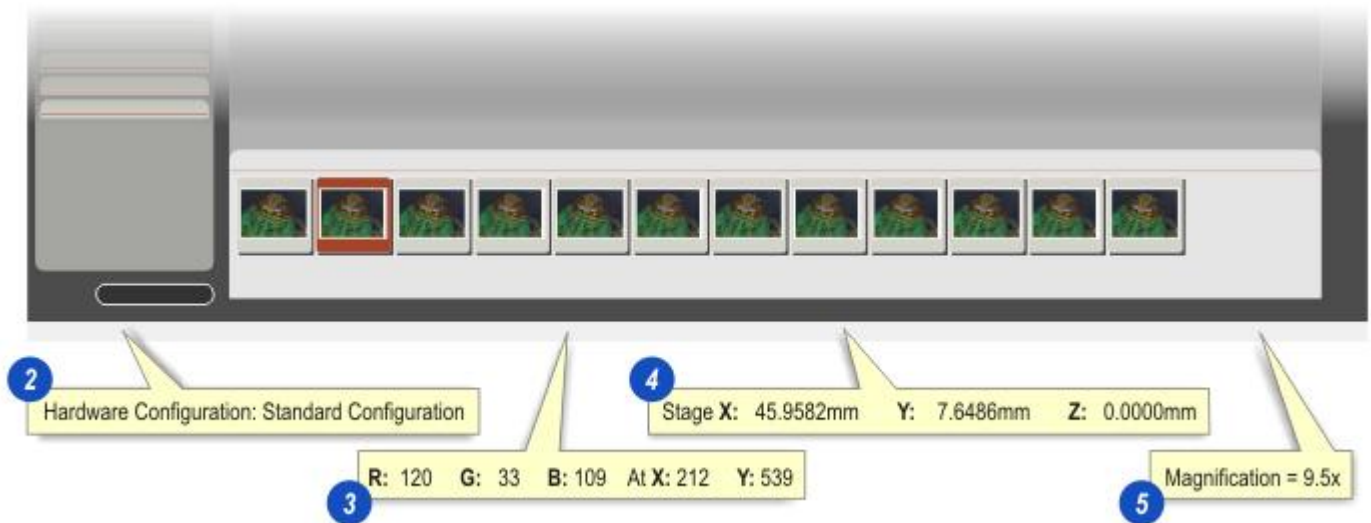 2
Hardware Configuration: Standard Configuration
4
Stage X: 45.9582mm Y: 7.6486mm Z: 0.0000mm
3
R: 120 G: 33 B: 109 At X: 212 Y: 539
5
Magnification = 9.5x